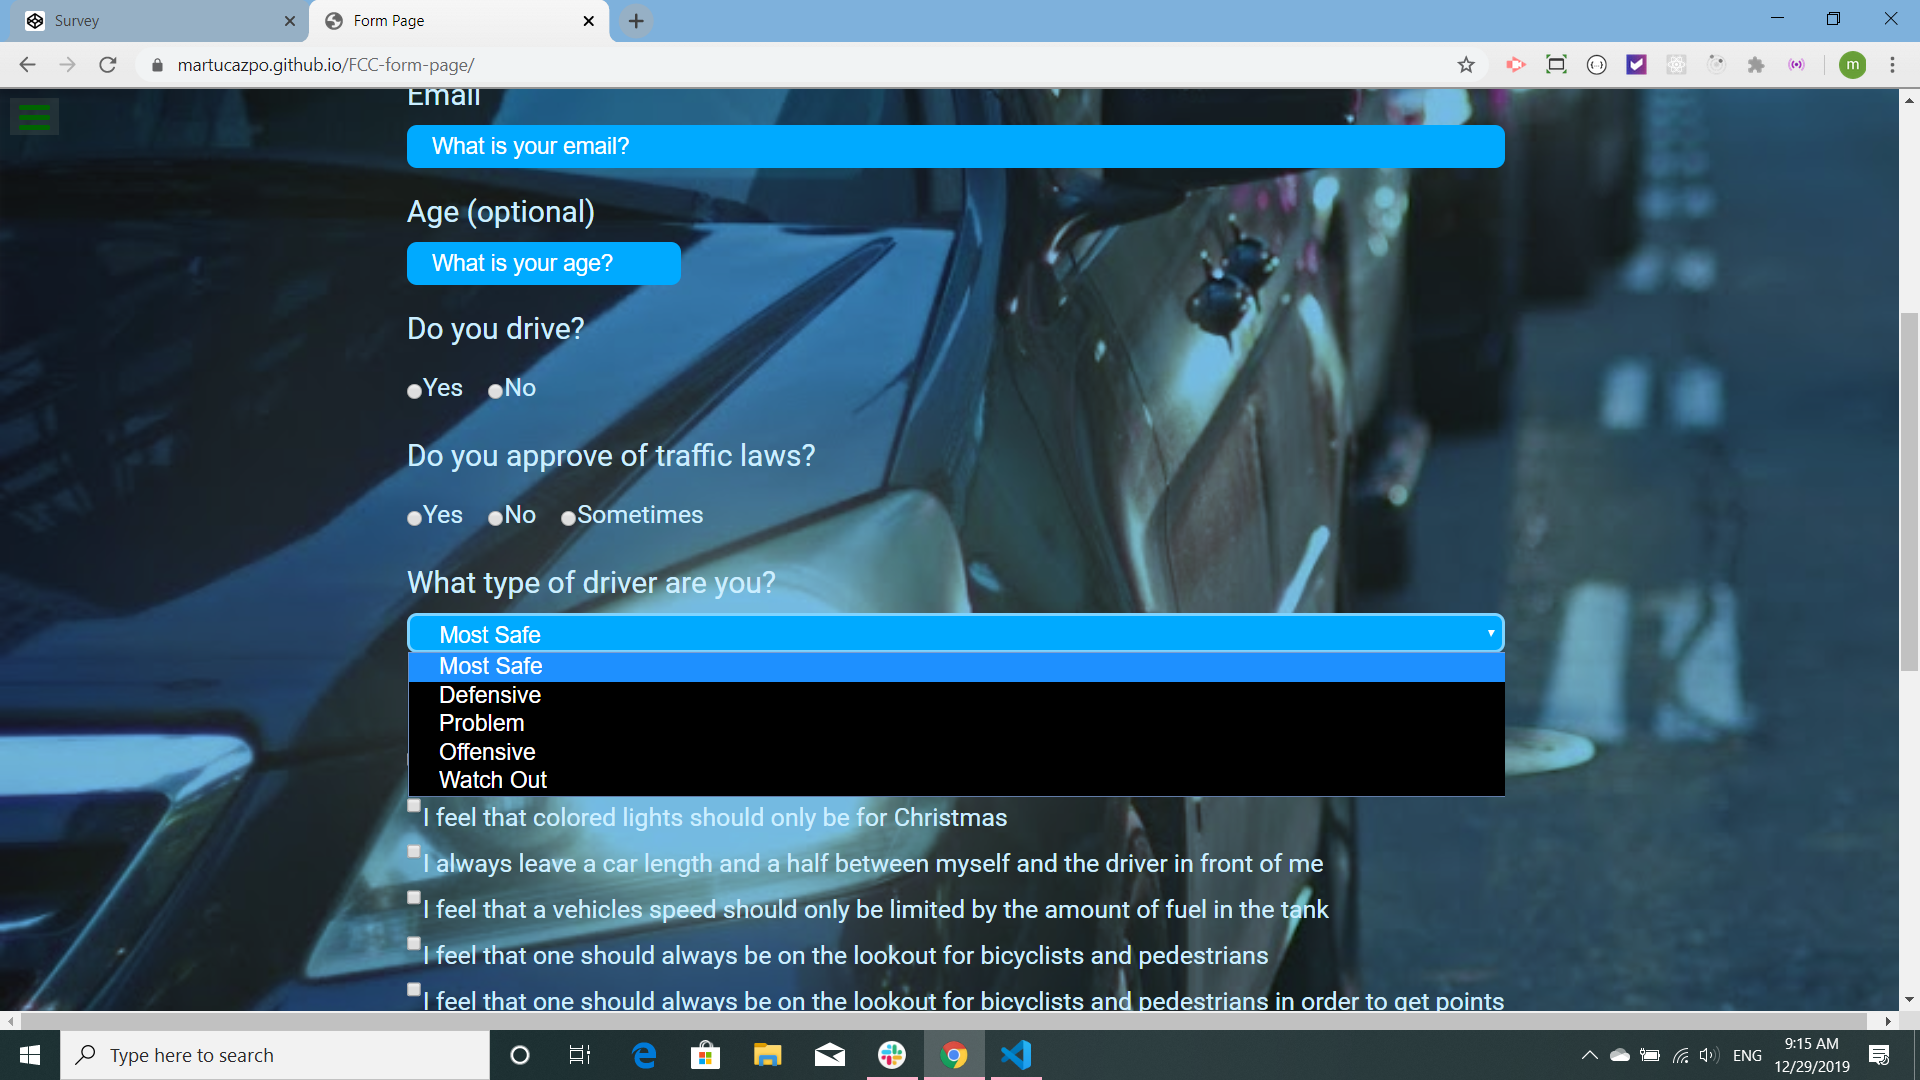 Survey
Form Page
martucazpo.github.io/FCC-form-page/
m
Email
What is your email?
Age (optional)
What is your age?
Do you drive?
Yes No
Do you approve of traffic laws?
Yes No Sometimes
What type of driver are you?
Most Safe
Most Safe
Defensive
Problem
Offensive
Watch Out
I feel that colored lights should only be for Christmas
I always leave a car length and a half between myself and the driver in front of me
I feel that a vehicles speed should only be limited by the amount of fuel in the tank
I feel that one should always be on the lookout for bicyclists and pedestrians
I feel that one should always be on the lookout for bicyclists and pedestrians in order to get points
Type here to search
ENG
9:15 AM
12/29/2019